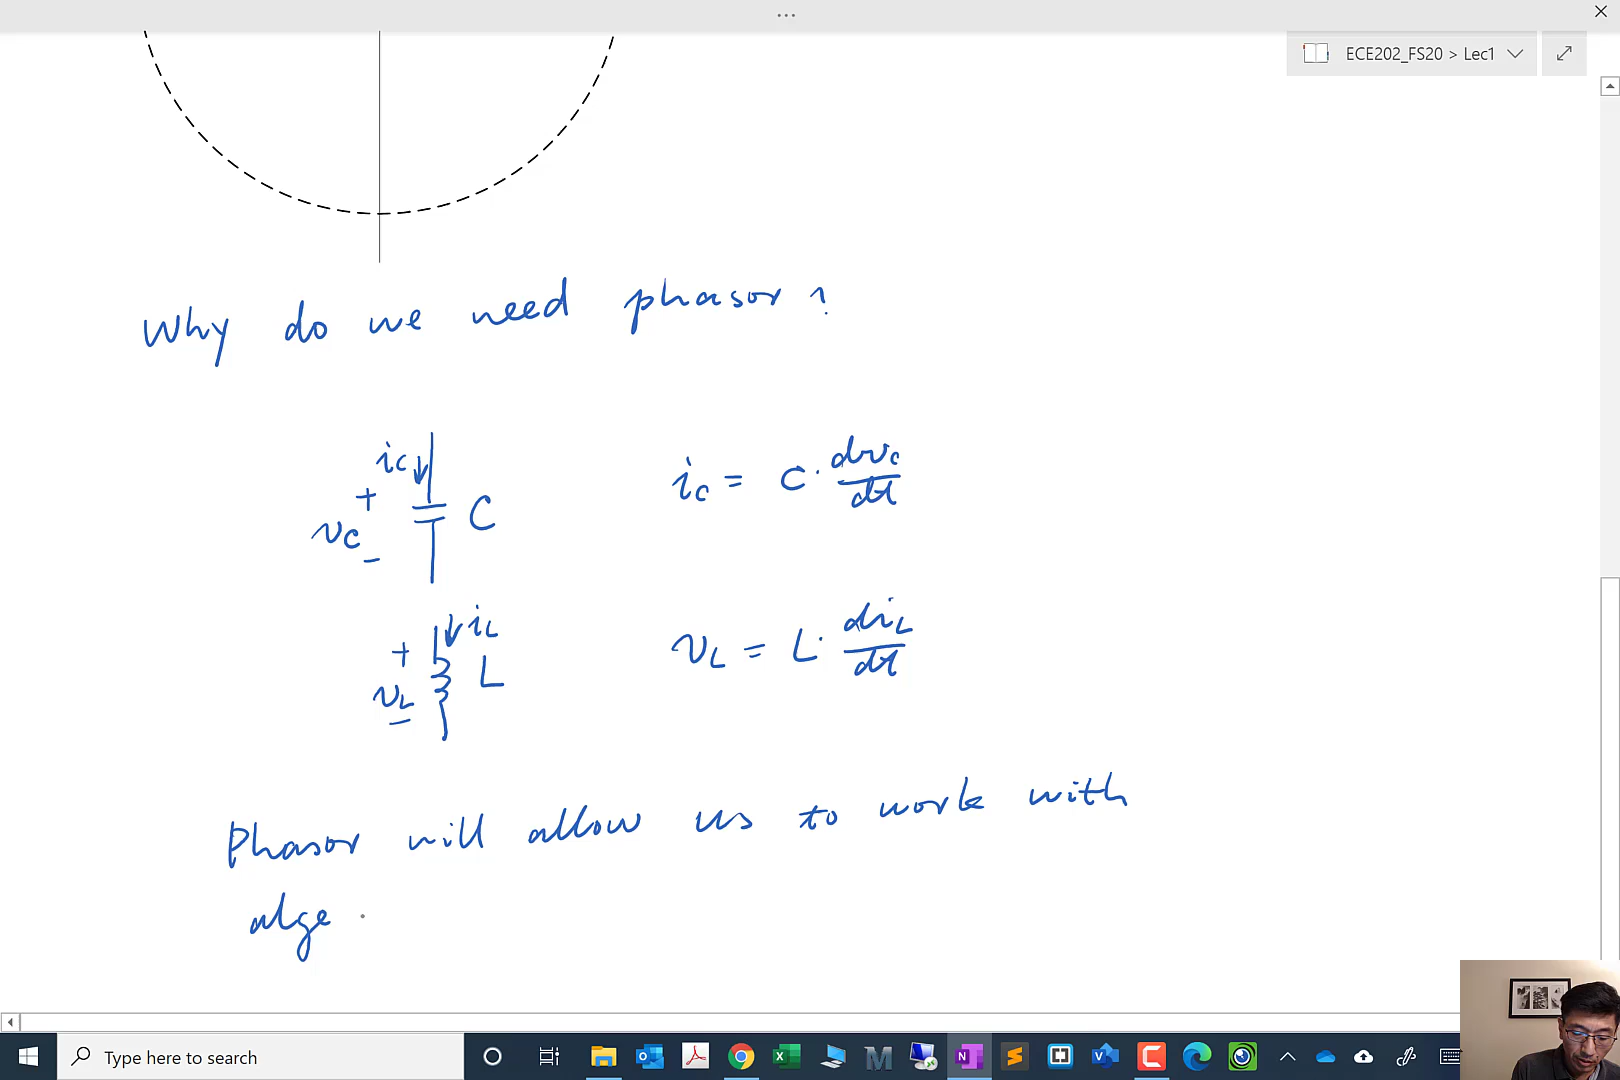 ECE202_FS20 > Lec1
Why do we need phasor ?
ic
+
vc
-
C
ic = C · dvc/dt
iL
+
vL
-
L
vL = L · diL/dt
Phasor will allow us to work with
alge
Type here to search